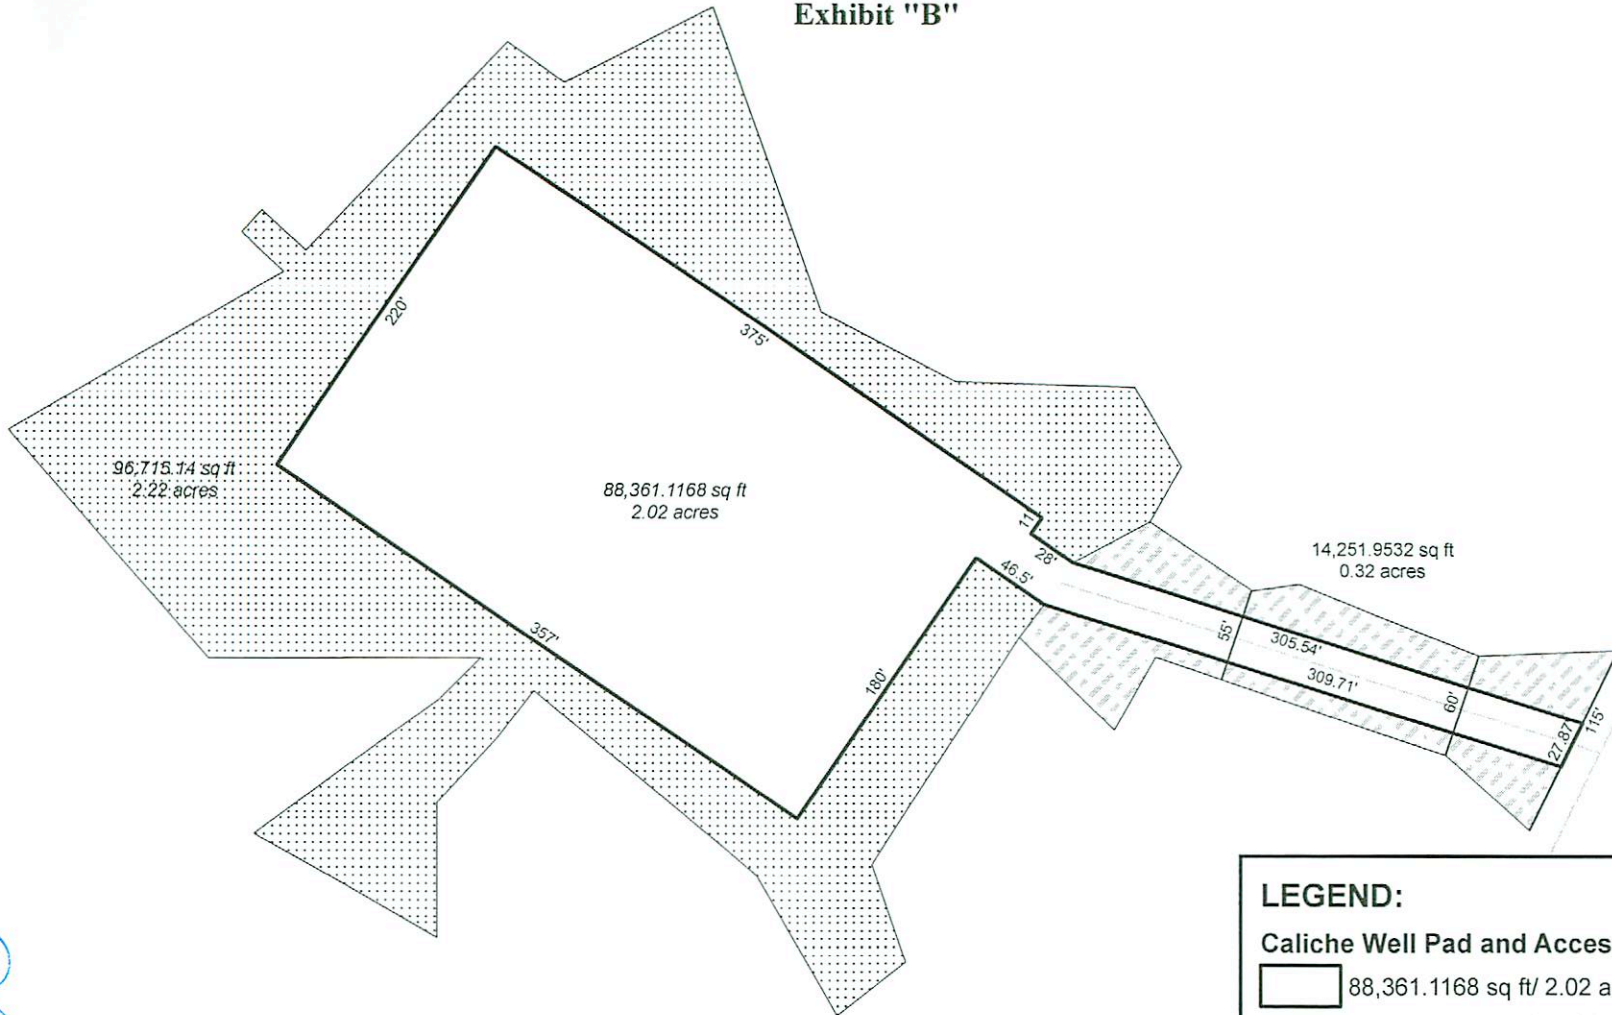 Exhibit "B"
220'
375'
96,715.14 sq ft
2.22 acres
88,361.1168 sq ft
2.02 acres
11
28'
46.5'
14,251.9532 sq ft
0.32 acres
357'
180'
55'
305.54'
309.71'
60'
27.87'
115'
LEGEND:
Caliche Well Pad and Acces
88,361.1168 sq ft/ 2.02 a